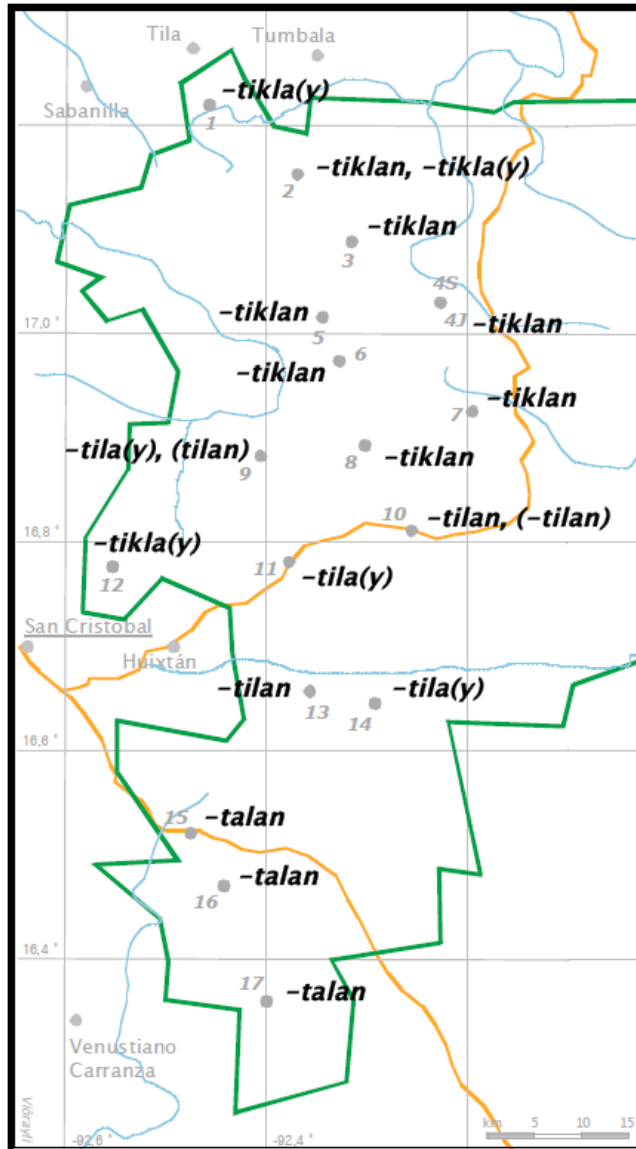 Tila
Tumbala
Sabanilla
-tikla(y)
1
-tiklan, -tikla(y)
2
-tiklan
3
4S
4J
-tiklan
-tiklan
5
17,0°
6
-tiklan
-tiklan
7
-tila(y), (tilan)
9
8
-tiklan
10
-tilan, (-tilan)
16,8°
-tikla(y)
12
11
-tila(y)
San Cristobal
Huixtán
-tilan
13
-tila(y)
14
16,6°
15
-talan
-talan
16
16,4°
17
-talan
Venustiano
Carranza
Vidrayli
-92,6°
-92,4°
km 5 10 15